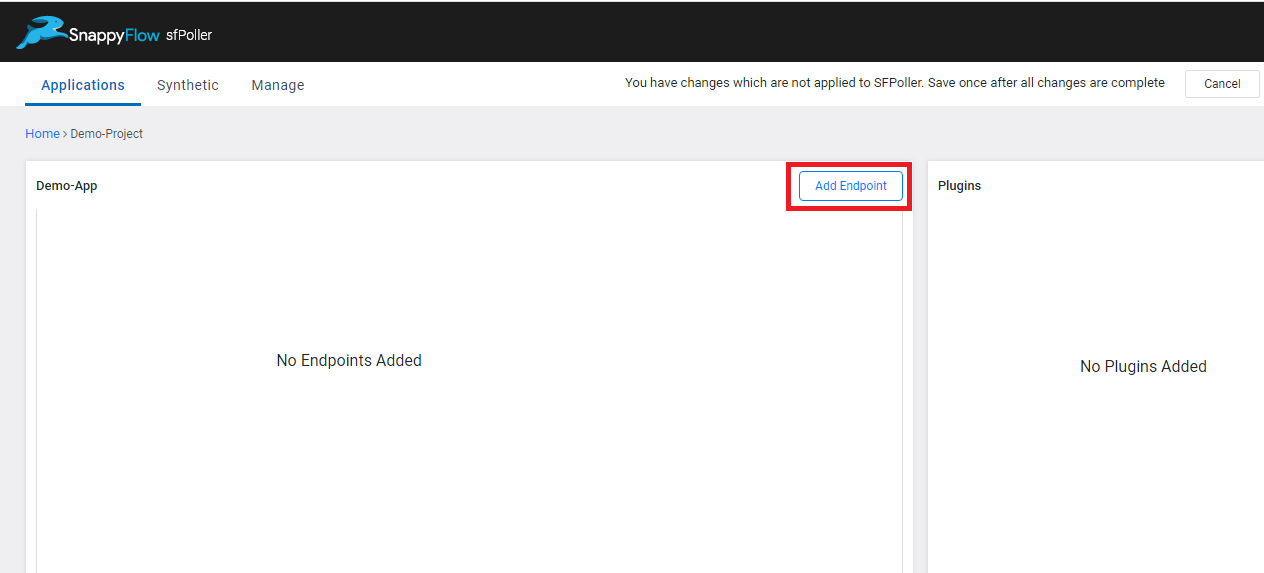 SnappyFlow sfPoller
Applications Synthetic Manage You have changes which are not applied to SFPoller. Save once after all changes are complete Cancel
Home › Demo-Project
Demo-App Add Endpoint Plugins
No Endpoints Added
No Plugins Added